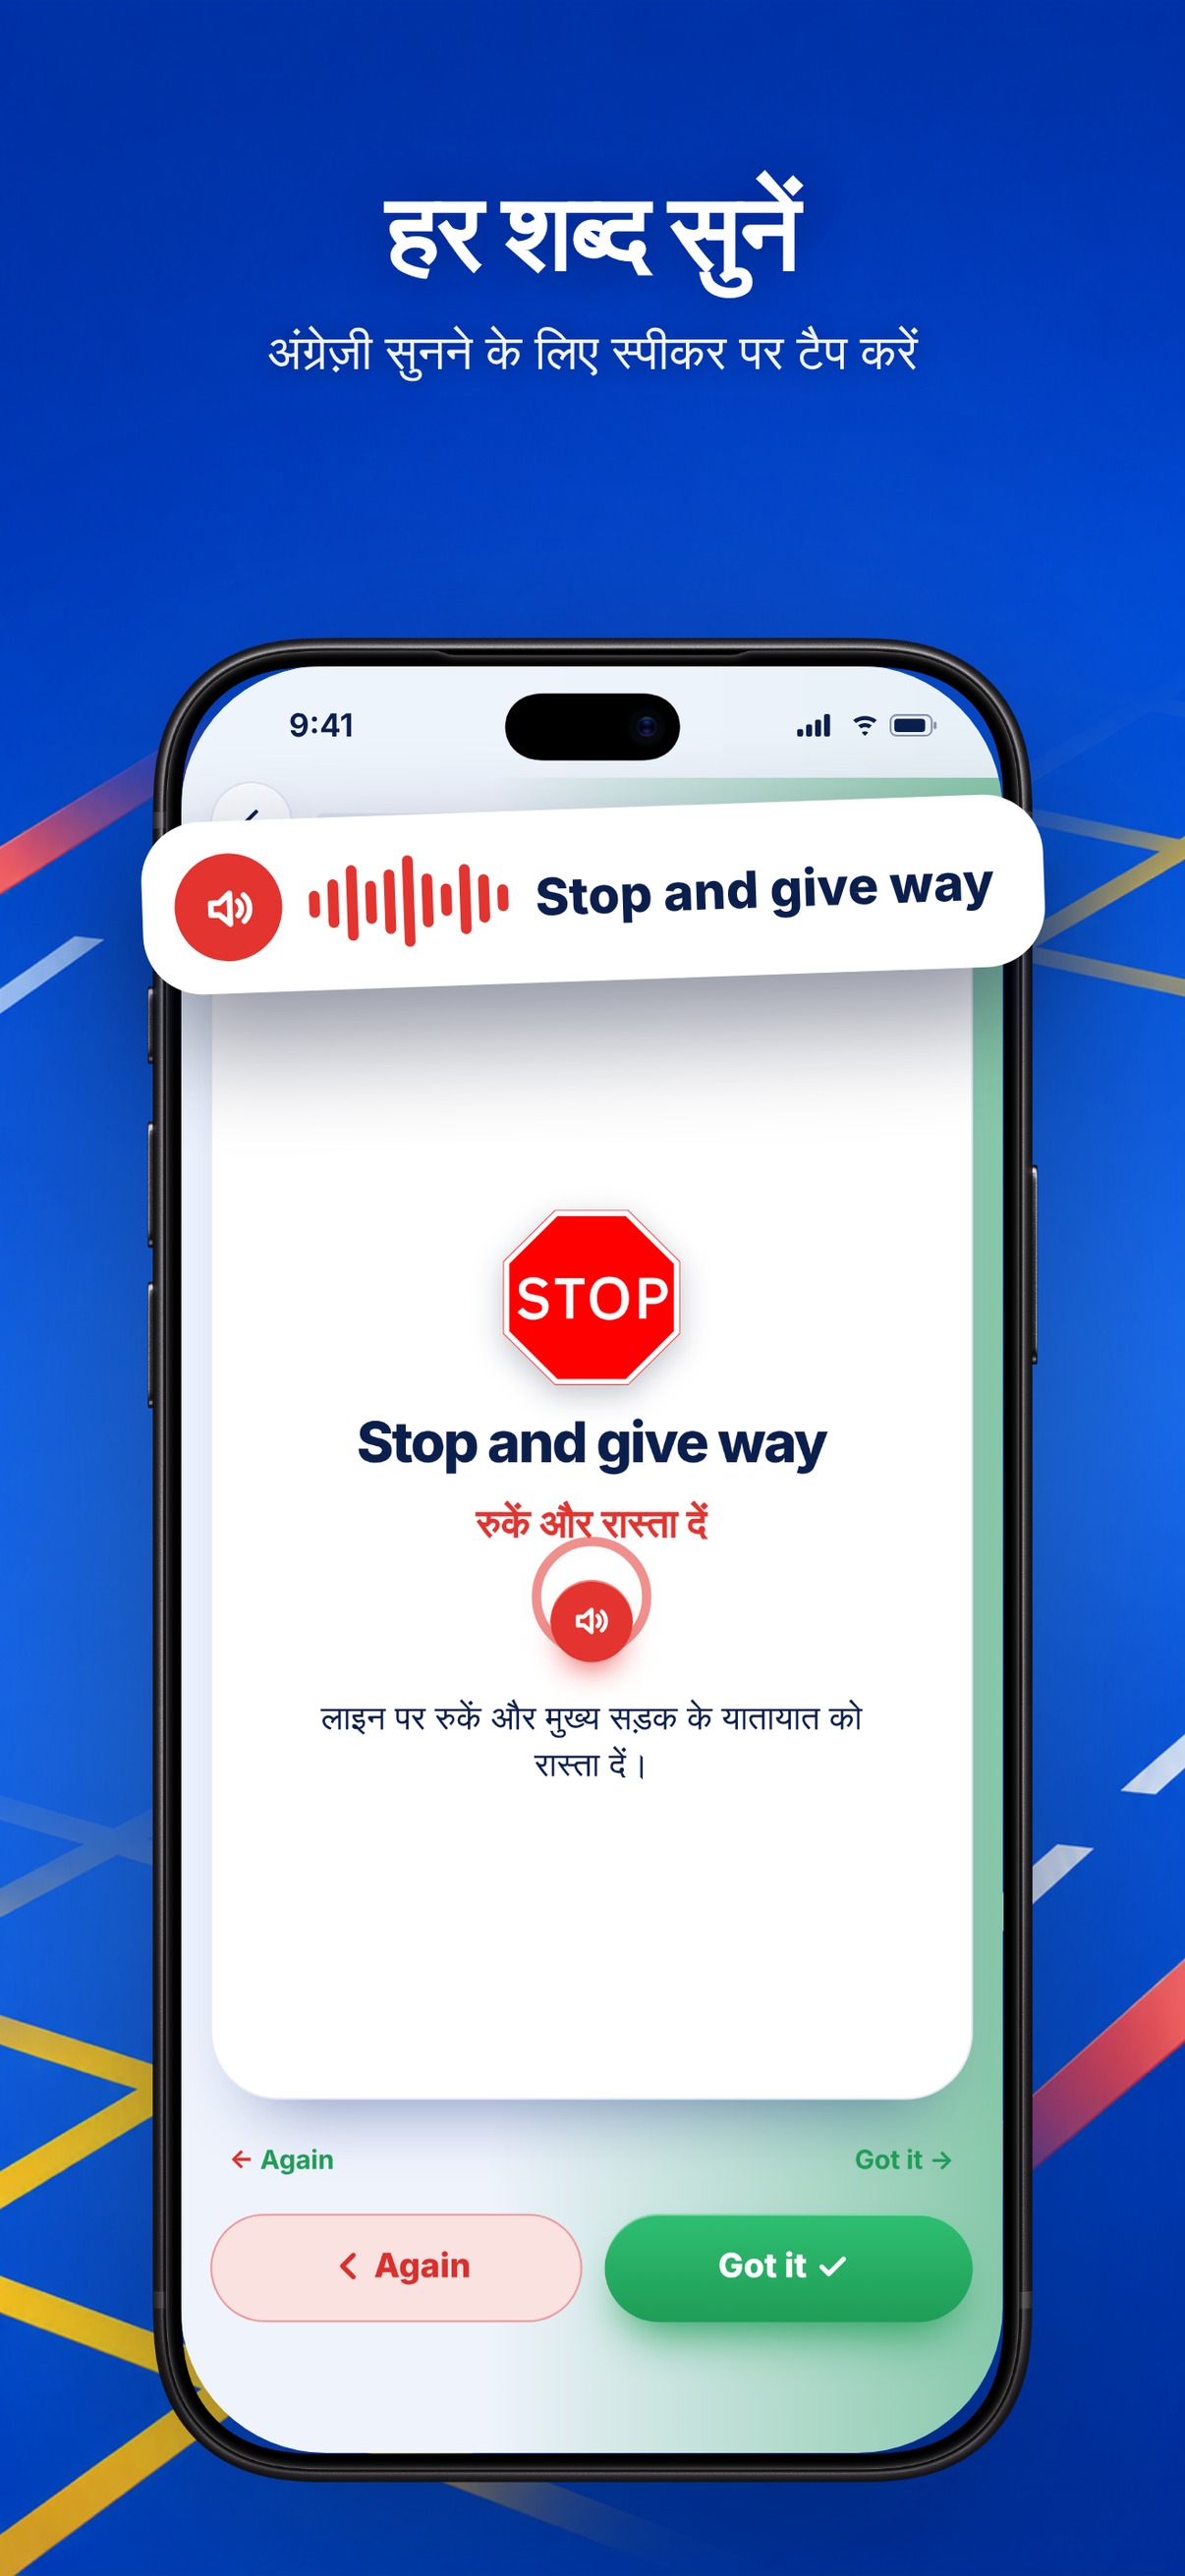 हर शब्द सुनें
अंग्रेज़ी सुनने के लिए स्पीकर पर टैप करें
9:41
Stop and give way
STOP
Stop and give way
रुकें और रास्ता दें
लाइन पर रुकें और मुख्य सड़क के यातायात को
रास्ता दें।
← Again
Got it →
Again
Got it